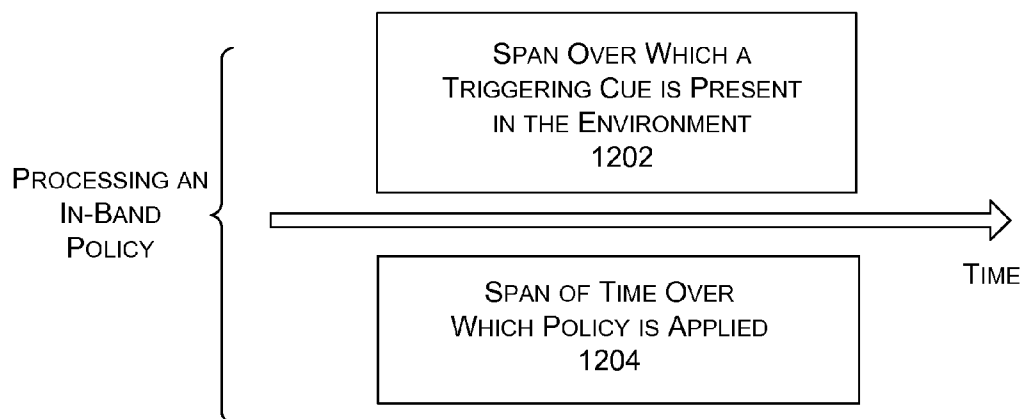 SPAN OVER WHICH A
TRIGGERING CUE IS PRESENT
IN THE ENVIRONMENT
1202
PROCESSING AN
IN-BAND
POLICY
TIME
SPAN OF TIME OVER
WHICH POLICY IS APPLIED
1204